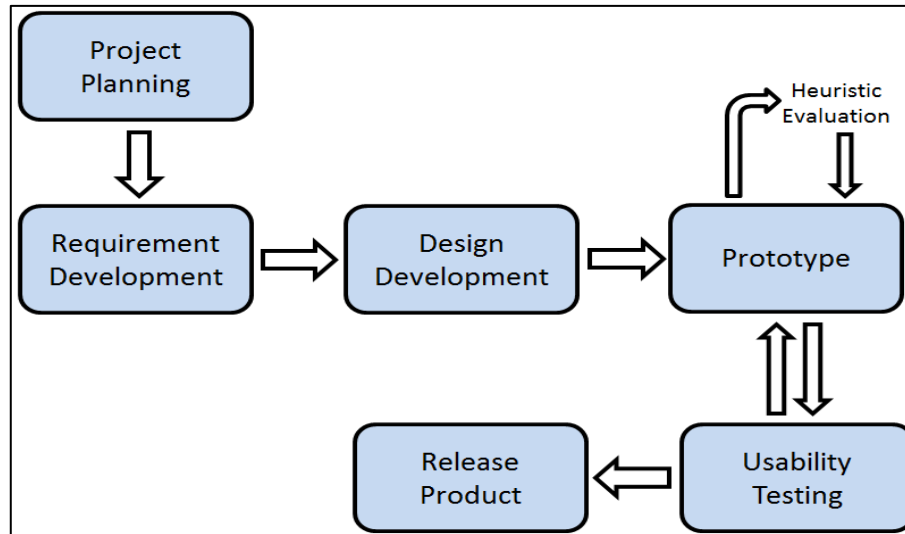 Project
Planning
Heuristic
Evaluation
Requirement
Development
Design
Development
Prototype
Release
Product
Usability
Testing